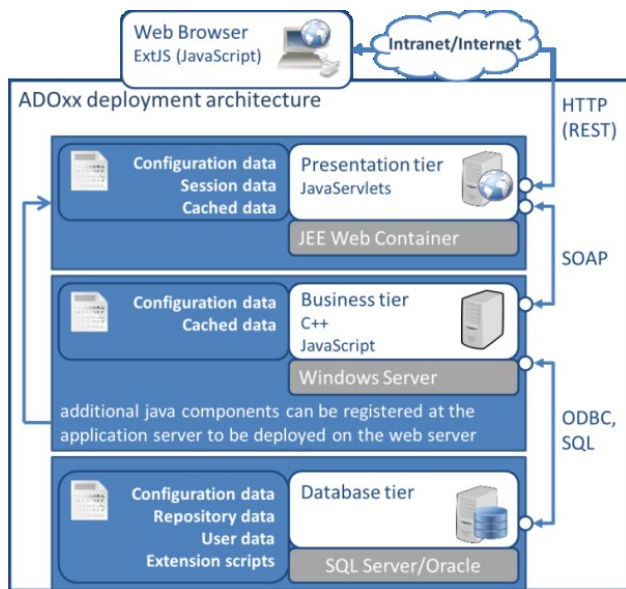 Web Browser
ExtJS (JavaScript)
Intranet/Internet
ADOxx deployment architecture
HTTP
(REST)
Configuration data
Session data
Cached data
Presentation tier
JavaServlets
JEE Web Container
SOAP
Configuration data
Cached data
Business tier
C++
JavaScript
Windows Server
additional java components can be registered at the
application server to be deployed on the web server
ODBC,
SQL
Configuration data
Repository data
User data
Extension scripts
Database tier
SQL Server/Oracle